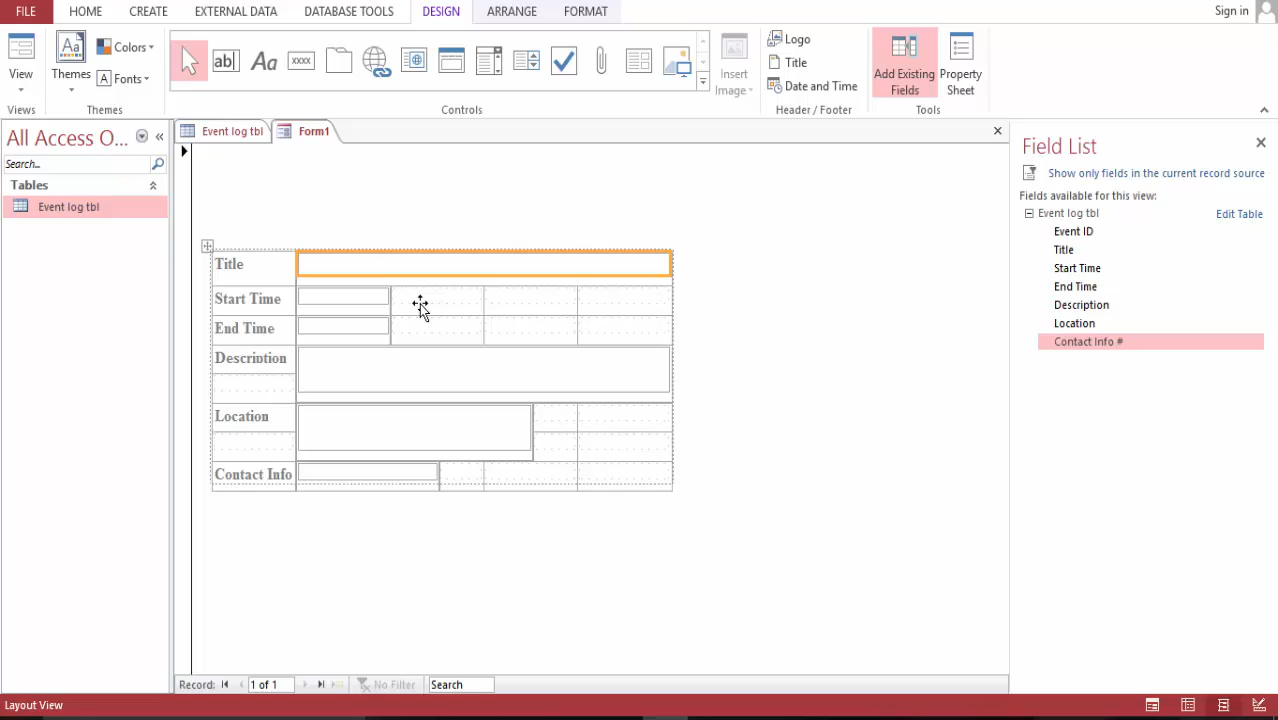 FILE HOME CREATE EXTERNAL DATA DATABASE TOOLS DESIGN ARRANGE FORMAT Sign in
View
Views
Aa
Themes
Colors
A Fonts
Themes
ab| Aa xxxx
Controls
Insert
Image
Logo
Title
Date and Time
Header / Footer
Add Existing
Fields
Property
Sheet
Tools
All Access O...
Search...
Tables
Event log tbl
Event log tbl Form1
Title
Start Time
End Time
Description
Location
Contact Info
Record: 1 of 1 No Filter Search
Field List
Show only fields in the current record source
Fields available for this view:
Event log tbl Edit Table
Event ID
Title
Start Time
End Time
Description
Location
Contact Info #
Layout View